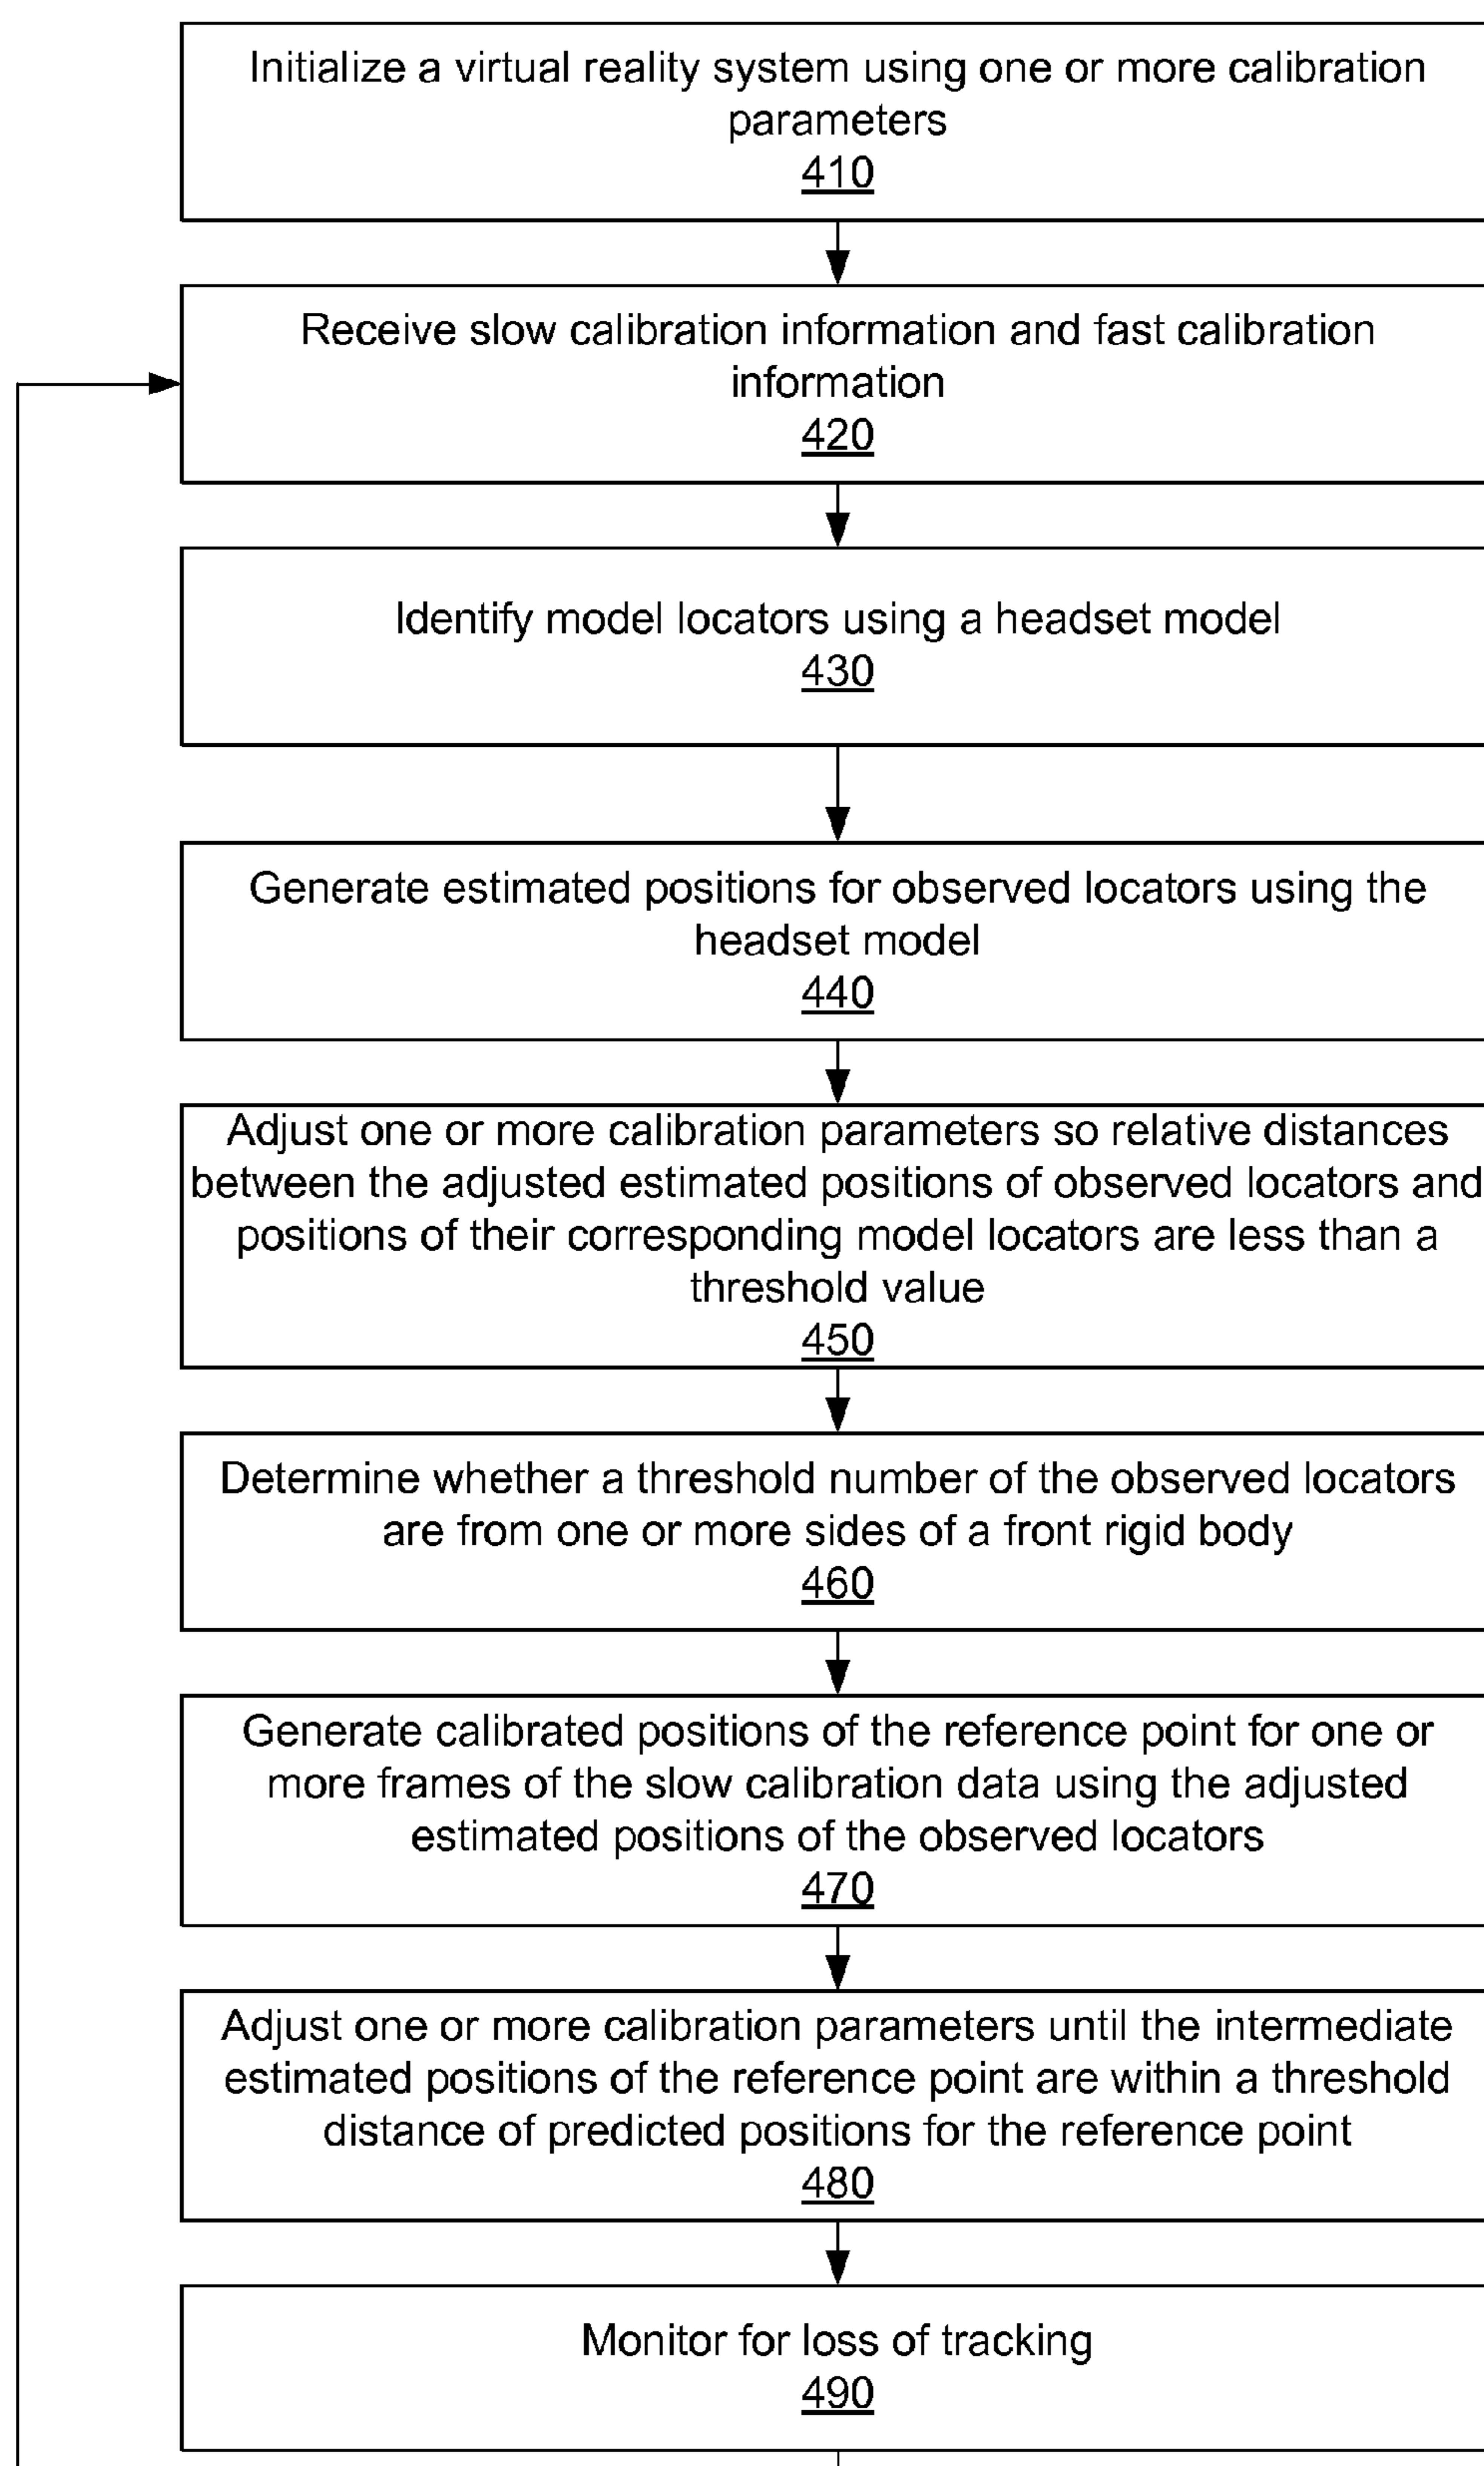 Initialize a virtual reality system using one or more calibration
parameters
410
Receive slow calibration information and fast calibration
information
420
Identify model locators using a headset model
430
Generate estimated positions for observed locators using the
headset model
440
Adjust one or more calibration parameters so relative distances
between the adjusted estimated positions of observed locators and
positions of their corresponding model locators are less than a
threshold value
450
Determine whether a threshold number of the observed locators
are from one or more sides of a front rigid body
460
Generate calibrated positions of the reference point for one or
more frames of the slow calibration data using the adjusted
estimated positions of the observed locators
470
Adjust one or more calibration parameters until the intermediate
estimated positions of the reference point are within a threshold
distance of predicted positions for the reference point
480
Monitor for loss of tracking
490